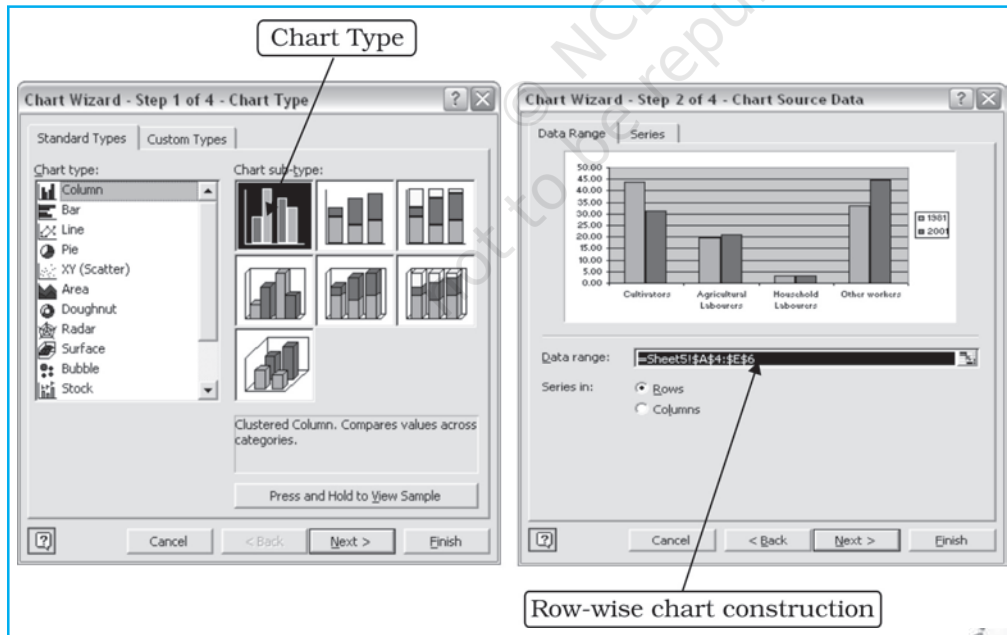 Chart Type
Chart Wizard - Step 1 of 4 - Chart Type
Standard Types
Custom Types
Chart type:
Column
Bar
Line
Pie
XY (Scatter)
Area
Doughnut
Radar
Surface
Bubble
Stock
Chart sub-type:
Clustered Column. Compares values across
categories.
Press and Hold to View Sample
Cancel
< Back
Next >
Finish
Chart Wizard - Step 2 of 4 - Chart Source Data
Data Range
Series
50.00
45.00
40.00
35.00
30.00
25.00
20.00
15.00
10.00
5.00
0.00
Cultivators
Agricultural
Labourers
Household
Labourers
Other workers
1981
2001
Data range:
=Sheet5!$A$4:$E$6
Series in:
Rows
Columns
Cancel
< Back
Next >
Finish
Row-wise chart construction
not to be repu